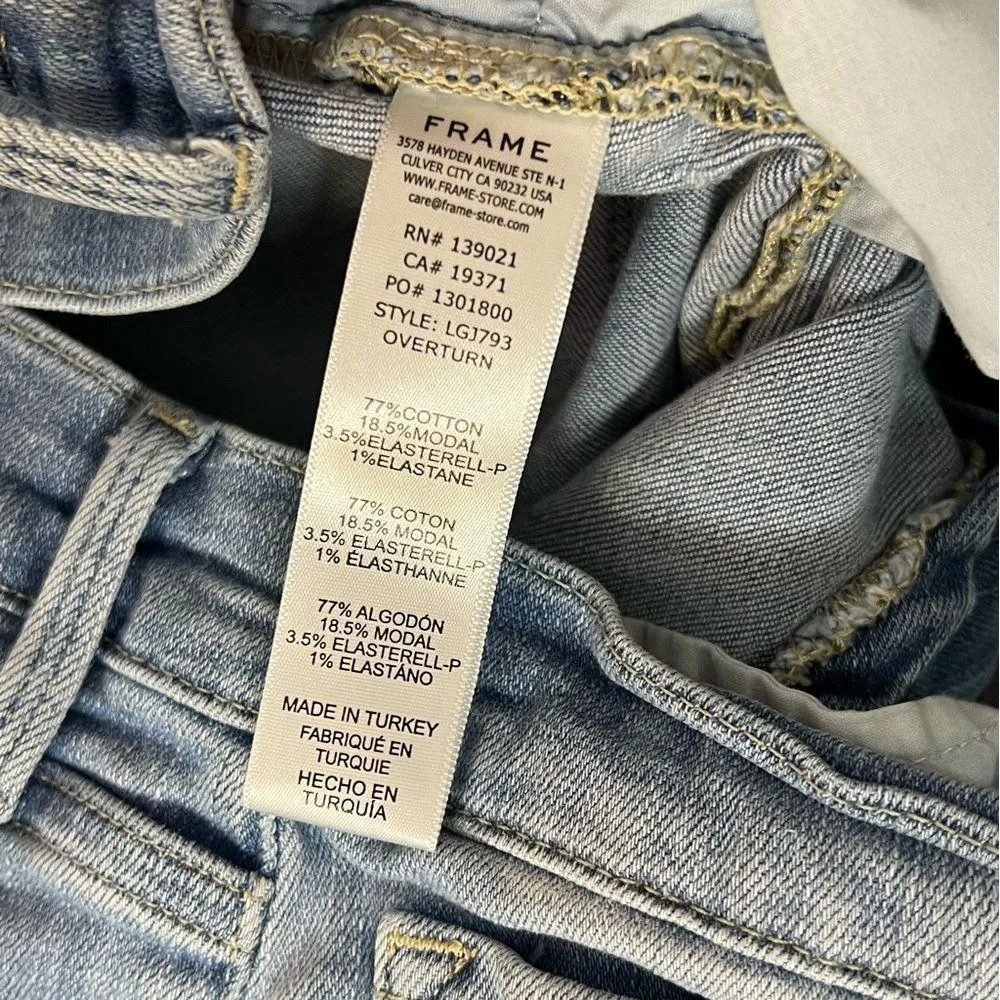 FRAME
3578 HAYDEN AVENUE STE N-1
CULVER CITY CA 90232 USA
WWW.FRAME-STORE.COM
care@frame-store.com
RN# 139021
CA# 19371
PO# 1301800
STYLE: LGJ793
OVERTURN
77%COTTON
18.5%MODAL
3.5%ELASTERELL-P
1%ELASTANE
77% COTON
18.5% MODAL
3.5% ELASTERELL-P
1% ÉLASTHANNE
77% ALGODÓN
18.5% MODAL
3.5% ELASTERELL-P
1% ELASTÁNO
MADE IN TURKEY
FABRIQUÉ EN
TURQUIE
HECHO EN
TURQUÍA